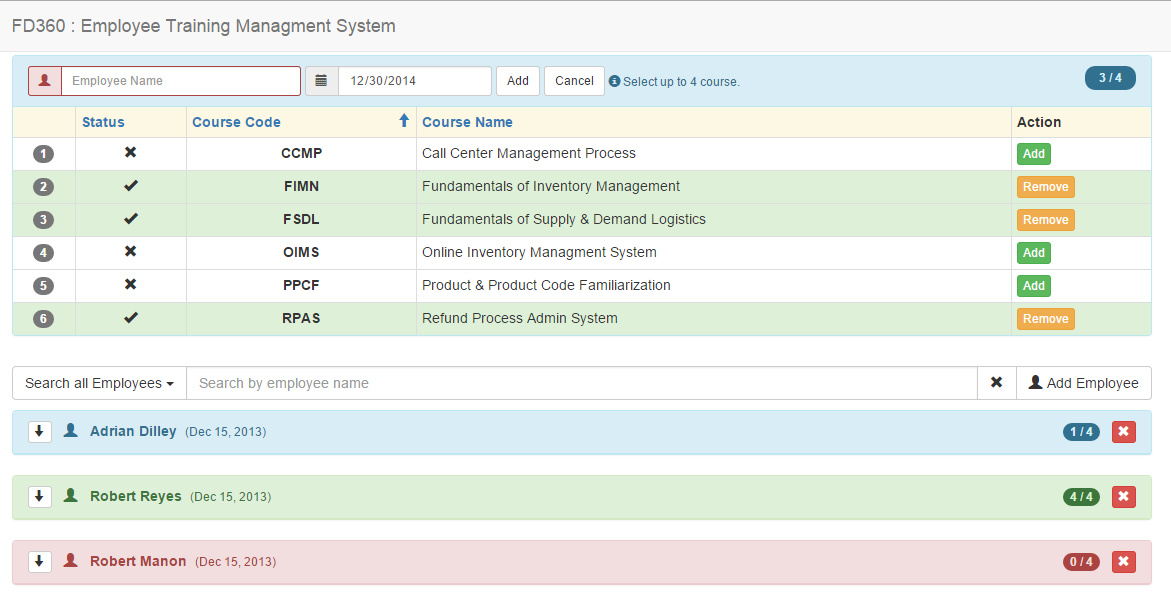 FD360 : Employee Training Managment System
Employee Name 12/30/2014 Add Cancel Select up to 4 course. 3 / 4
Status Course Code Course Name Action
1 CCMP Call Center Management Process Add
2 FIMN Fundamentals of Inventory Management Remove
3 FSDL Fundamentals of Supply & Demand Logistics Remove
4 OIMS Online Inventory Managment System Add
5 PPCF Product & Product Code Familiarization Add
6 RPAS Refund Process Admin System Remove
Search all Employees Search by employee name Add Employee
Adrian Dilley (Dec 15, 2013) 1 / 4
Robert Reyes (Dec 15, 2013) 4 / 4
Robert Manon (Dec 15, 2013) 0 / 4